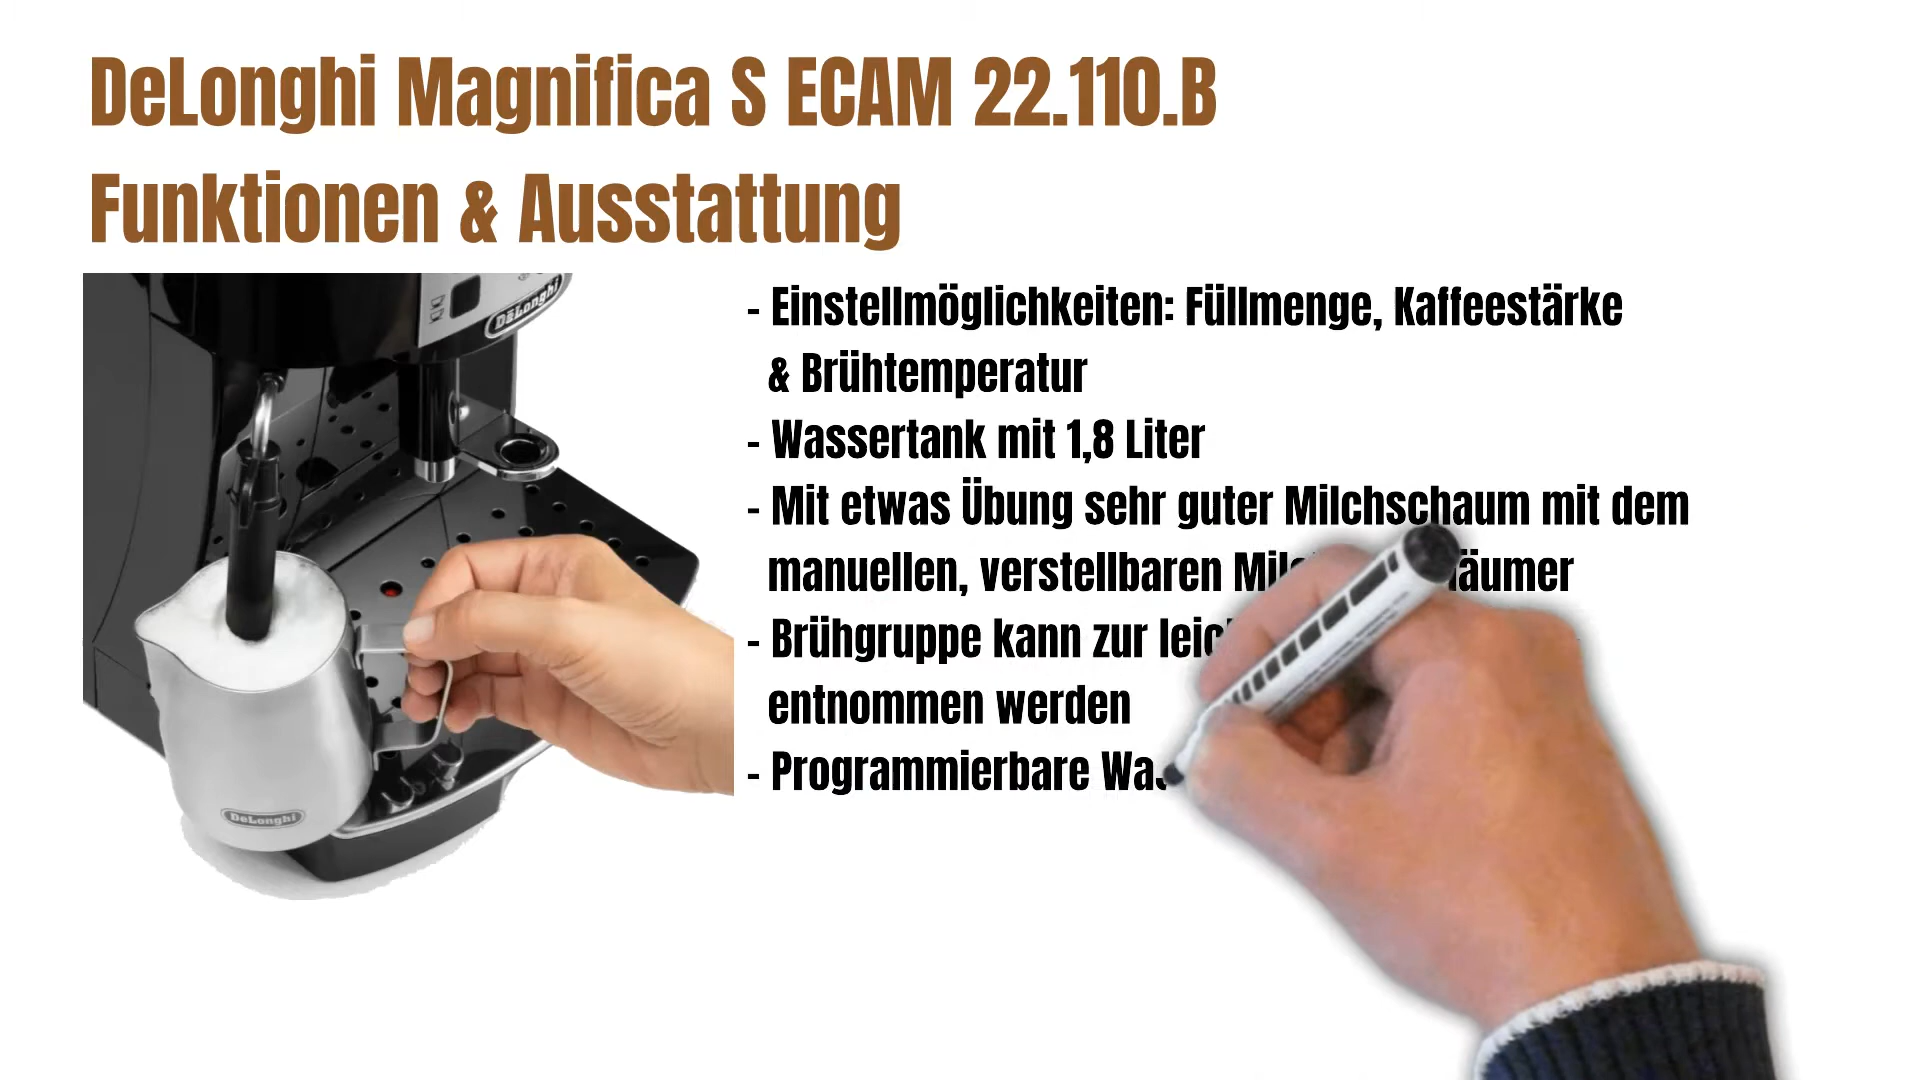 DeLonghi Magnifica S ECAM 22.110.B
Funktionen & Ausstattung
DeLonghi
- Einstellmöglichkeiten: Füllmenge, Kaffeestärke
& Brühtemperatur
- Wassertank mit 1,8 Liter
- Mit etwas Übung sehr guter Milchschaum mit dem
manuellen, verstellbaren
- Brühgruppe kann zur
entnommen werden
- Programmierbare
DeLonghi